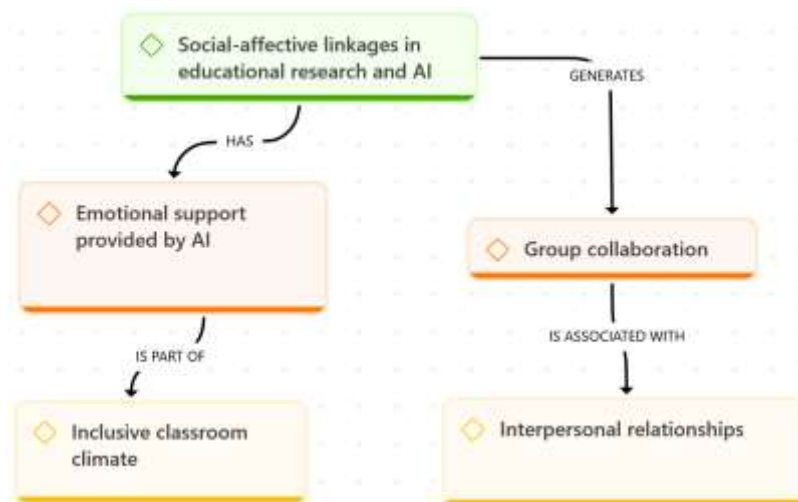 Social-affective linkages in
educational research and AI
GENERATES
HAS
Emotional support
provided by AI
Group collaboration
IS PART OF
IS ASSOCIATED WITH
Inclusive classroom
climate
Interpersonal relationships